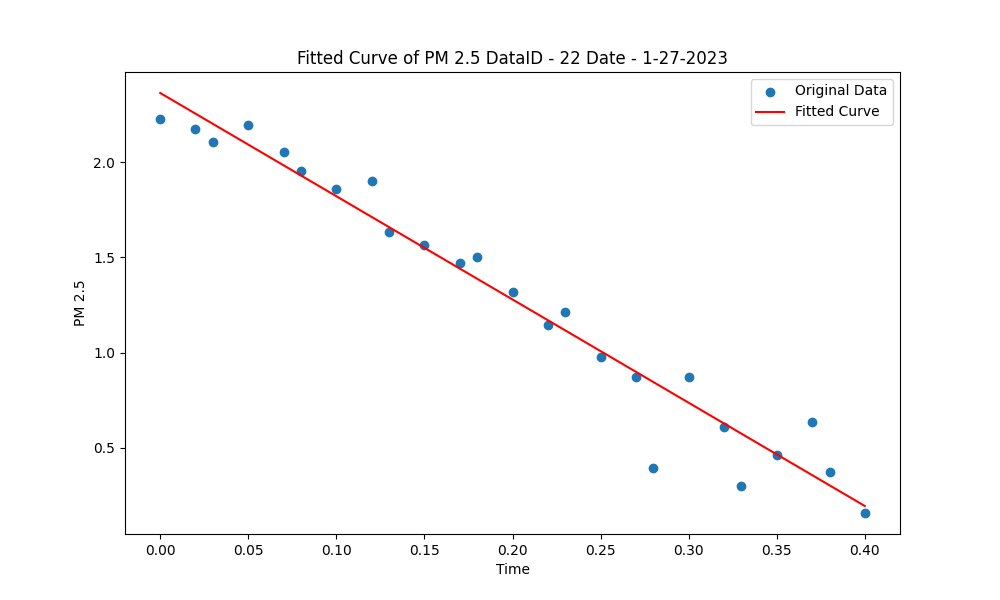 Fitted Curve of PM 2.5 DataID - 22 Date - 1-27-2023
Original Data
Fitted Curve
2.0
1.5
1.0
0.5
PM 2.5
0.00 0.05 0.10 0.15 0.20 0.25 0.30 0.35 0.40
Time